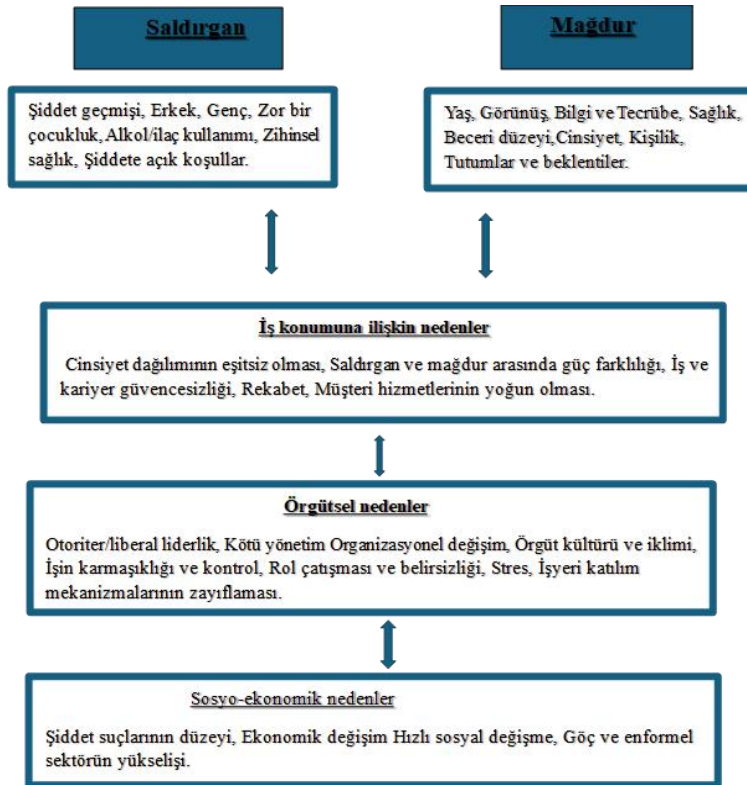 Saldırgan
Mağdur
Şiddet geçmişi, Erkek, Genç, Zor bir
çocukluk, Alkol/ilaç kullanımı, Zihinsel
sağlık, Şiddete açık koşullar.
Yaş, Görünüş, Bilgi ve Tecrübe, Sağlık,
Beceri düzeyi,Cinsiyet, Kişilik,
Tutumlar ve beklentiler.
İş konumuna ilişkin nedenler
Cinsiyet dağılımının eşitsiz olması, Saldırgan ve mağdur arasında güç farklılığı, İş ve
kariyer güvencesizliği, Rekabet, Müşteri hizmetlerinin yoğun olması.
Örgütsel nedenler
Otoriter/liberal liderlik, Kötü yönetim Organizasyonel değişim, Örgüt kültürü ve iklimi,
İşin karmaşıklığı ve kontrol, Rol çatışması ve belirsizliği, Stres, İşyeri katılım
mekanizmalarının zayıflaması.
Sosyo-ekonomik nedenler
Şiddet suçlarının düzeyi, Ekonomik değişim Hızlı sosyal değişme, Göç ve enformel
sektörün yükselişi.